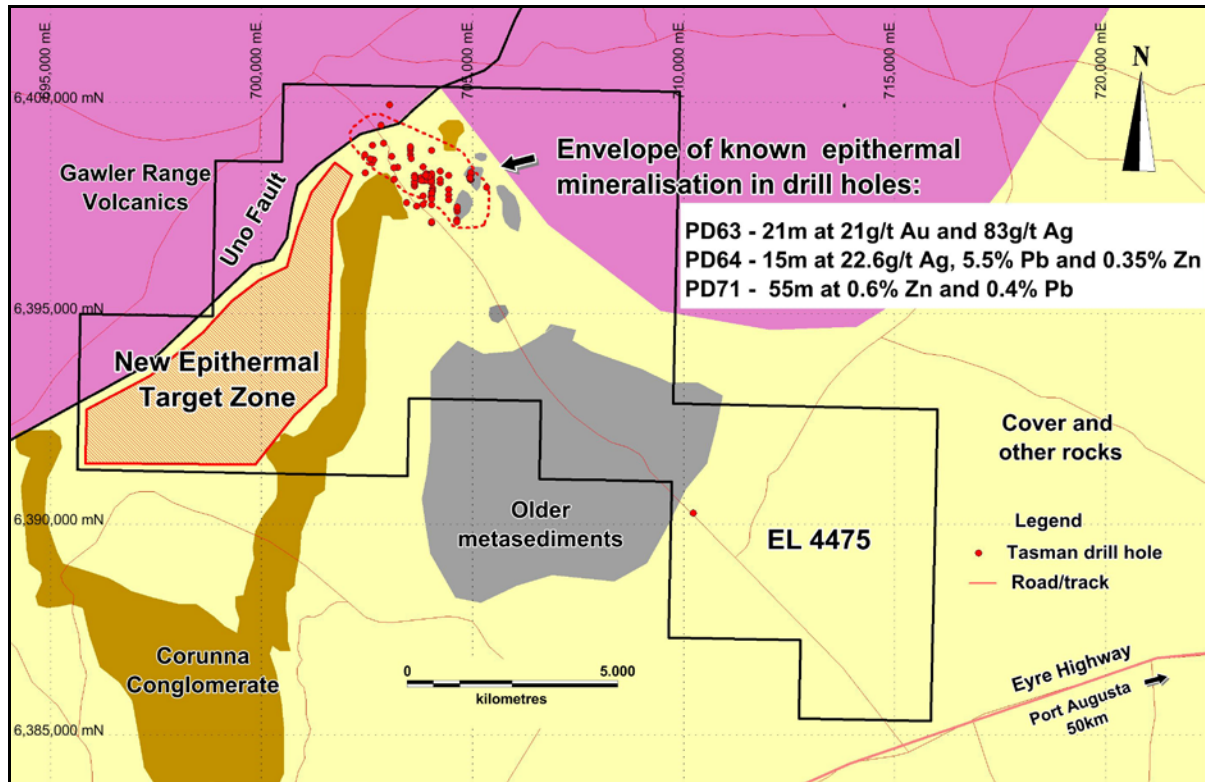 695,000 mE
700,000 mE
705,000 mE
710,000 mE
715,000 mE
720,000 mE
6,400,000 mN
N
Gawler Range
Volcanics
Uno Fault
Envelope of known epithermal
mineralisation in drill holes:
PD63 - 21m at 21g/t Au and 83g/t Ag
PD64 - 15m at 22.6g/t Ag, 5.5% Pb and 0.35% Zn
PD71 - 55m at 0.6% Zn and 0.4% Pb
6,395,000 mN
New Epithermal
Target Zone
Cover and
other rocks
6,390,000 mN
Older
metasediments
EL 4475
Legend
Tasman drill hole
Road/track
Corunna
Conglomerate
0 5.000
kilometres
Eyre Highway
Port Augusta
50km
6,385,000 mN